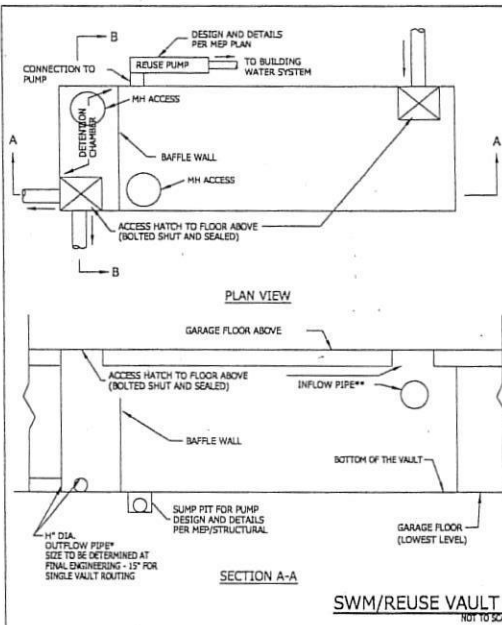 B
DESIGN AND DETAILS
PER MEP PLAN
CONNECTION TO
PUMP
REUSE PUMP
TO BUILDING
WATER SYSTEM
MH ACCESS
DETENTION
CHAMBER
A
A
BAFFLE WALL
MH ACCESS
ACCESS HATCH TO FLOOR ABOVE
(BOLTED SHUT AND SEALED)
B
PLAN VIEW
GARAGE FLOOR ABOVE
ACCESS HATCH TO FLOOR ABOVE
(BOLTED SHUT AND SEALED)
INFLOW PIPE**
BAFFLE WALL
BOTTOM OF THE VAULT
SUMP PIT FOR PUMP
DESIGN AND DETAILS
PER MEP/STRUCTURAL
GARAGE FLOOR
(LOWEST LEVEL)
H" DIA.
OUTFLOW PIPE*
SIZE TO BE DETERMINED AT
FINAL ENGINEERING - 15" FOR
SINGLE VAULT ROUTING
SECTION A-A
SWM/REUSE VAULT
NOT TO